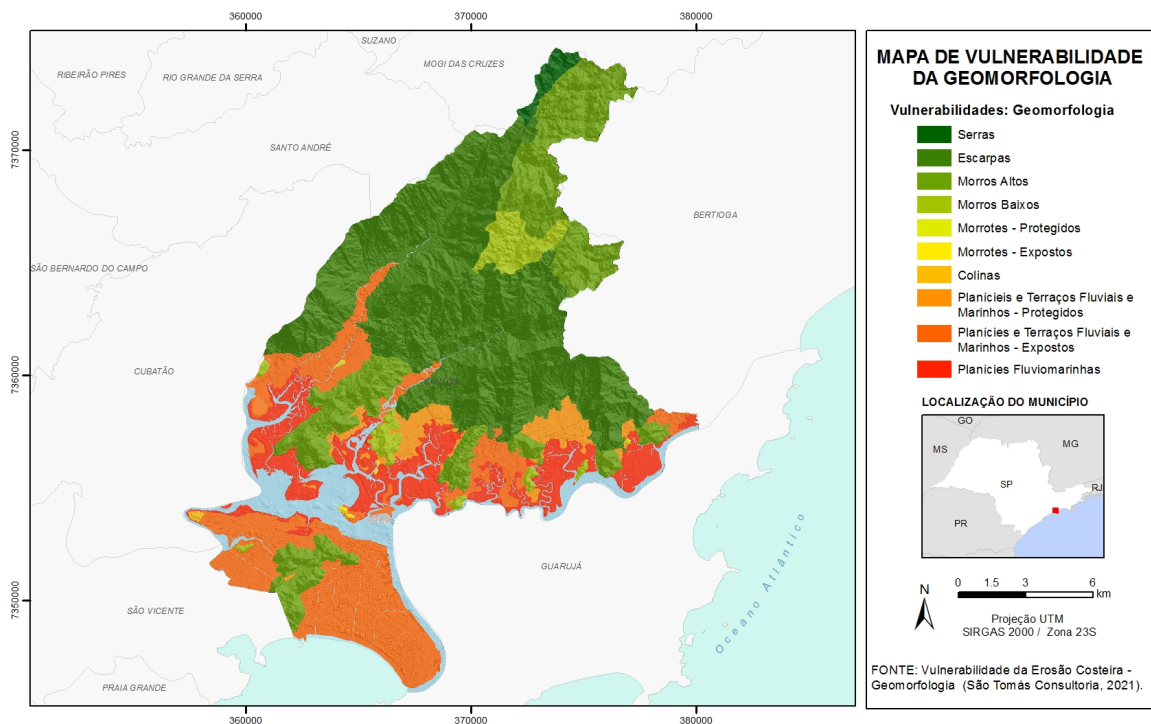 360000
370000
380000
SUZANO
MOGI DAS CRUZES
RIBEIRÃO PIRES
RIO GRANDE DA SERRA
SANTO ANDRÉ
BERTIOGA
SÃO BERNARDO DO CAMPO
CUBATÃO
GUARUJÁ
SÃO VICENTE
PRAIA GRANDE
Oceano Atlântico
7370000
7360000
7350000
7370000
7360000
7350000
360000
370000
380000
MAPA DE VULNERABILIDADE
DA GEOMORFOLOGIA
Vulnerabilidades: Geomorfologia
Serras
Escarpas
Morros Altos
Morros Baixos
Morrotes - Protegidos
Morrotes - Expostos
Colinas
Planícieis e Terraços Fluviais e
Marinhos - Protegidos
Planícies e Terraços Fluviais e
Marinhos - Expostos
Planícies Fluviomarinhas
LOCALIZAÇÃO DO MUNICÍPIO
GO
MS
MG
SP
RJ
PR
N
0 1.5 3 6
km
Projeção UTM
SIRGAS 2000 / Zona 23S
FONTE: Vulnerabilidade da Erosão Costeira -
Geomorfologia (São Tomás Consultoria, 2021).